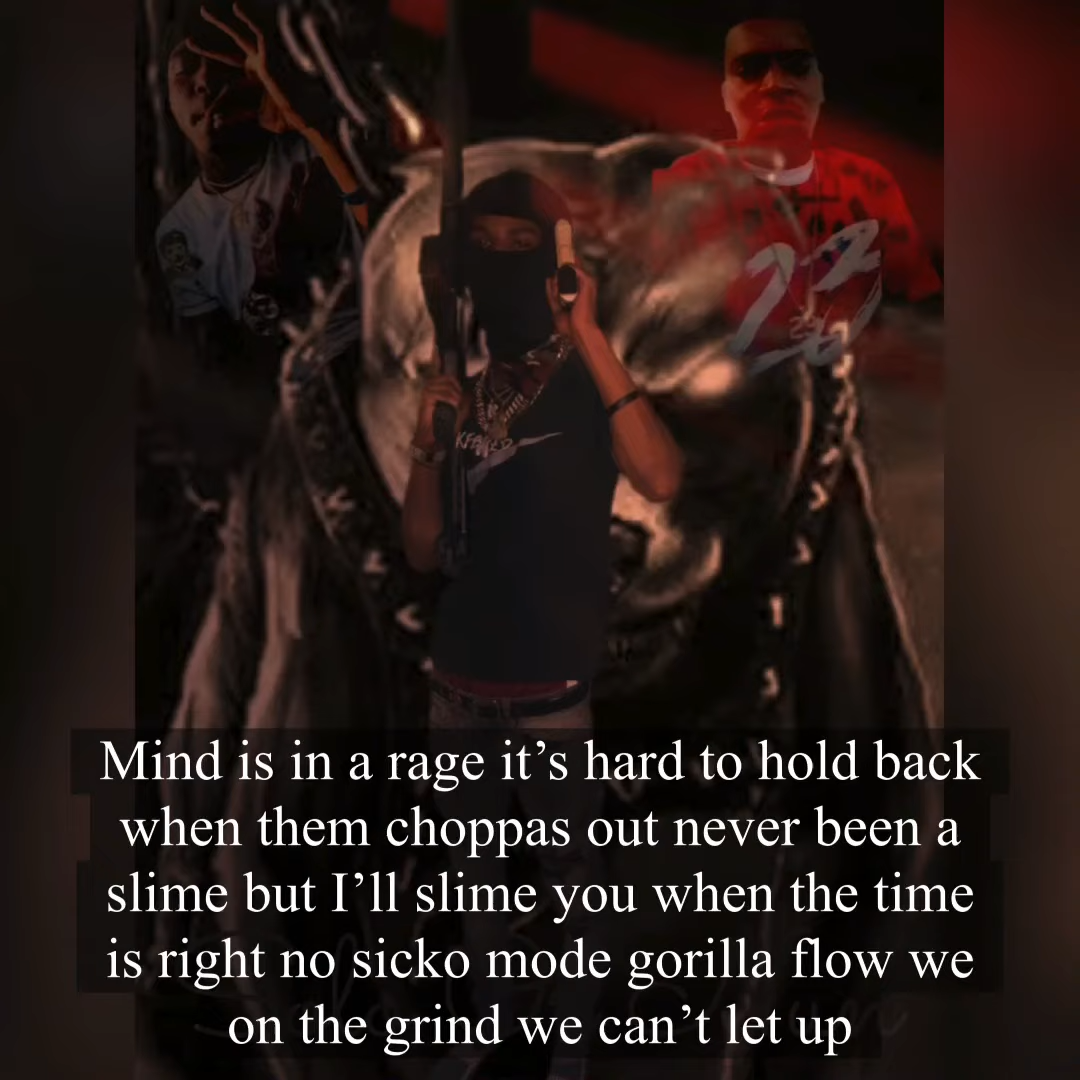 23
Mind is in a rage it’s hard to hold back
when them choppas out never been a
slime but I’ll slime you when the time
is right no sicko mode gorilla flow we
on the grind we can’t let up